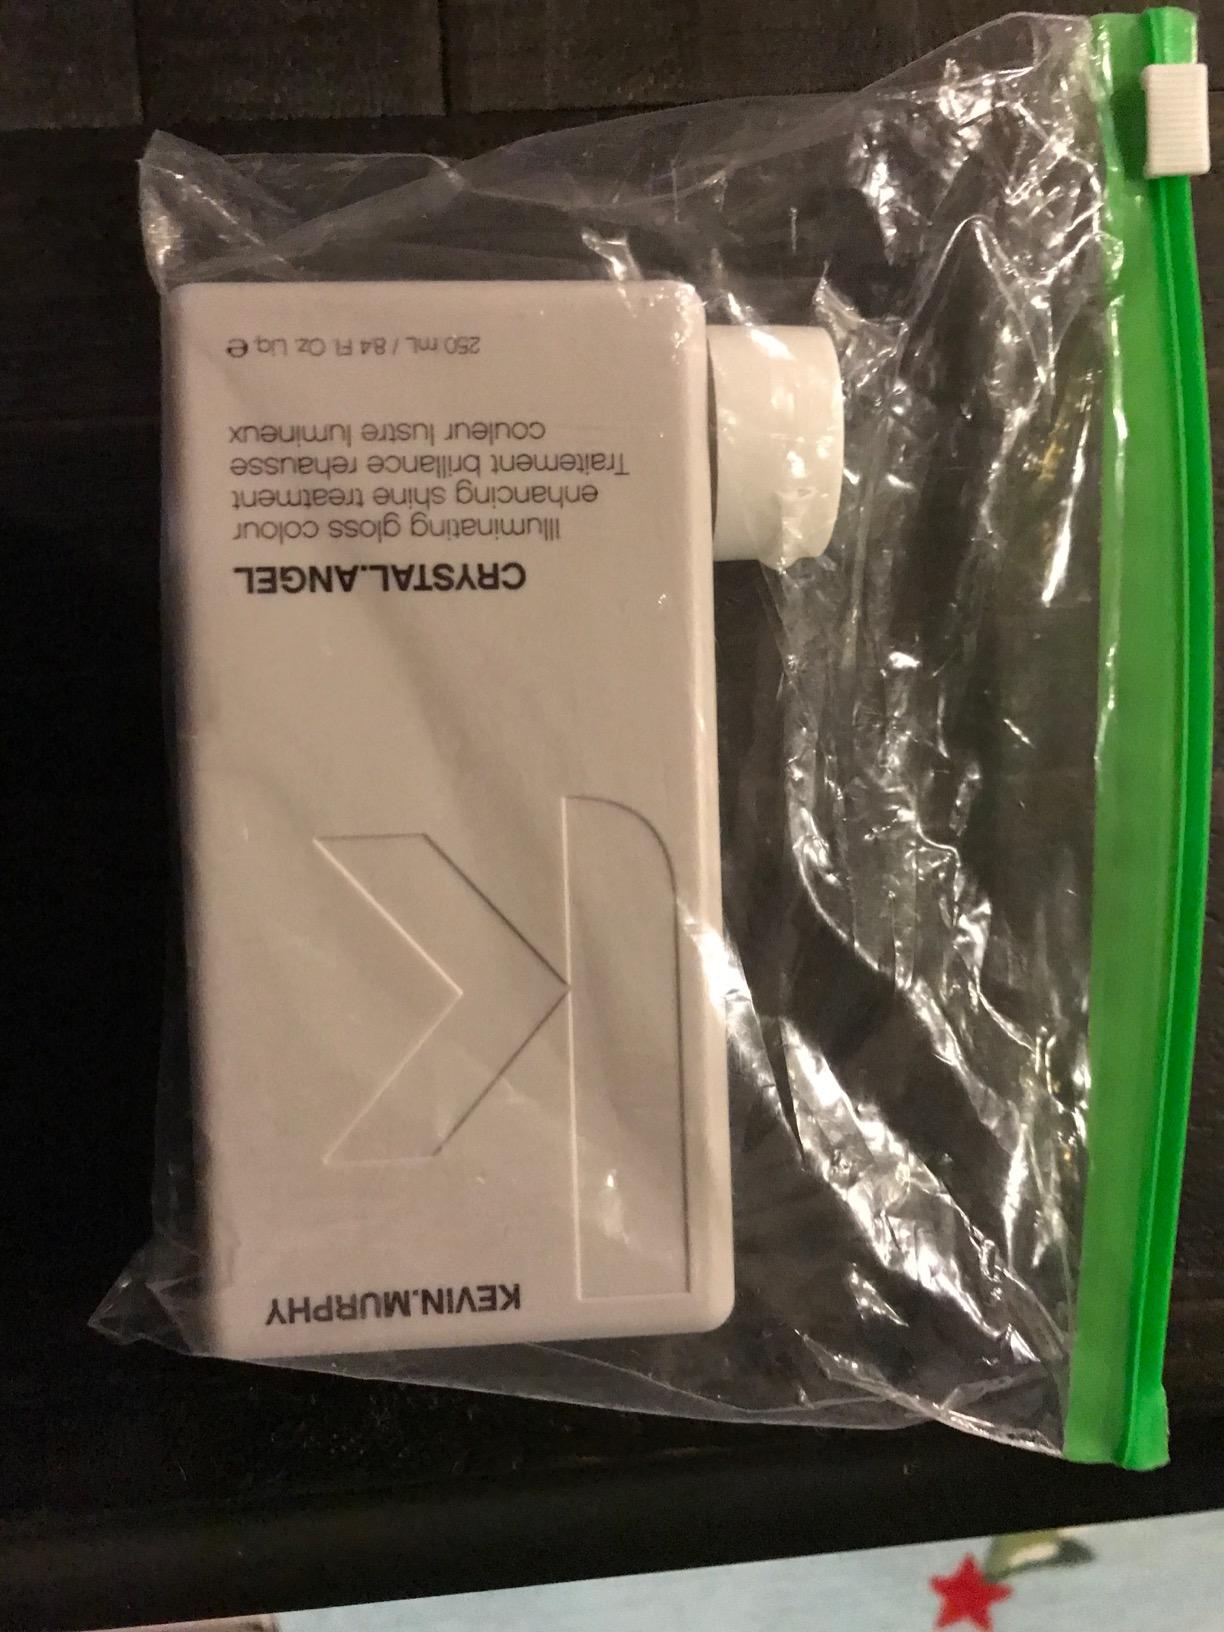 KEVIN.MURPHY
CRYSTAL.ANGEL
illuminating gloss colour
enhancing shine treatment
Traitement brillance rehausse
couleur lustre lumineux
250 mL / 8.4 Fl. Oz. Liq. ℮